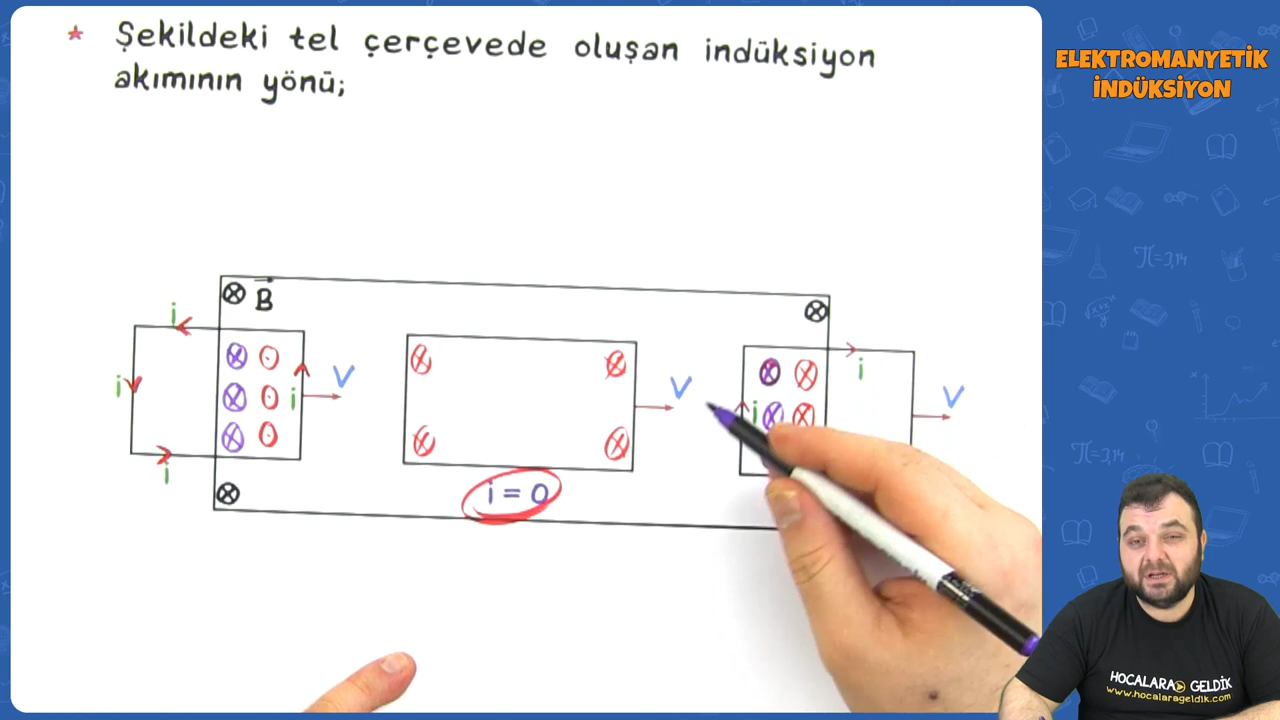 ★ Şekildeki tel çerçevede oluşan indüksiyon
akımının yönü;
ELEKTROMANYETİK
İNDÜKSİYON
B
i
i
i
i
V
V
i
i
V
i = 0
π=3,14
π=3,14
HOCALARA GELDİK
www.hocalarageldik.com